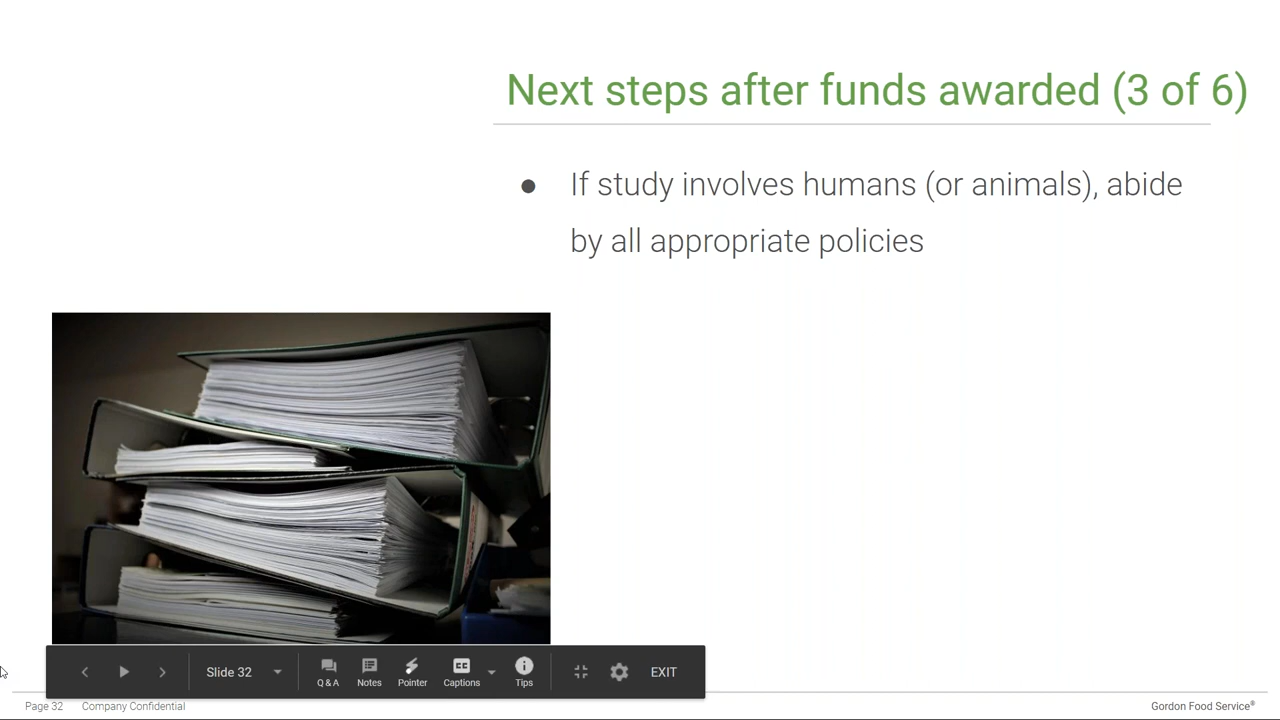 Next steps after funds awarded (3 of 6)
● If study involves humans (or animals), abide
by all appropriate policies
Slide 32
Q & A
Notes
Pointer
CC
Captions
Tips
EXIT
Page 32
Company Confidential
Gordon Food Service®